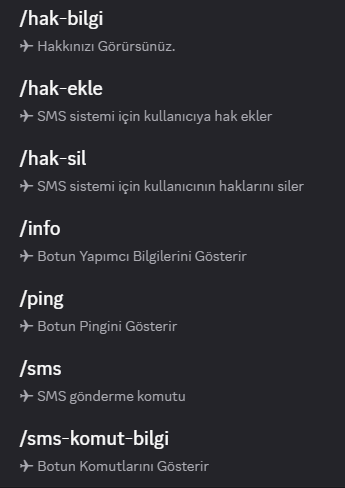 /hak-bilgi
✈ Hakkınızı Görürsünüz.
/hak-ekle
✈ SMS sistemi için kullanıcıya hak ekler
/hak-sil
✈ SMS sistemi için kullanıcının haklarını siler
/info
✈ Botun Yapımcı Bilgilerini Gösterir
/ping
✈ Botun Pingini Gösterir
/sms
✈ SMS gönderme komutu
/sms-komut-bilgi
✈ Botun Komutlarını Gösterir